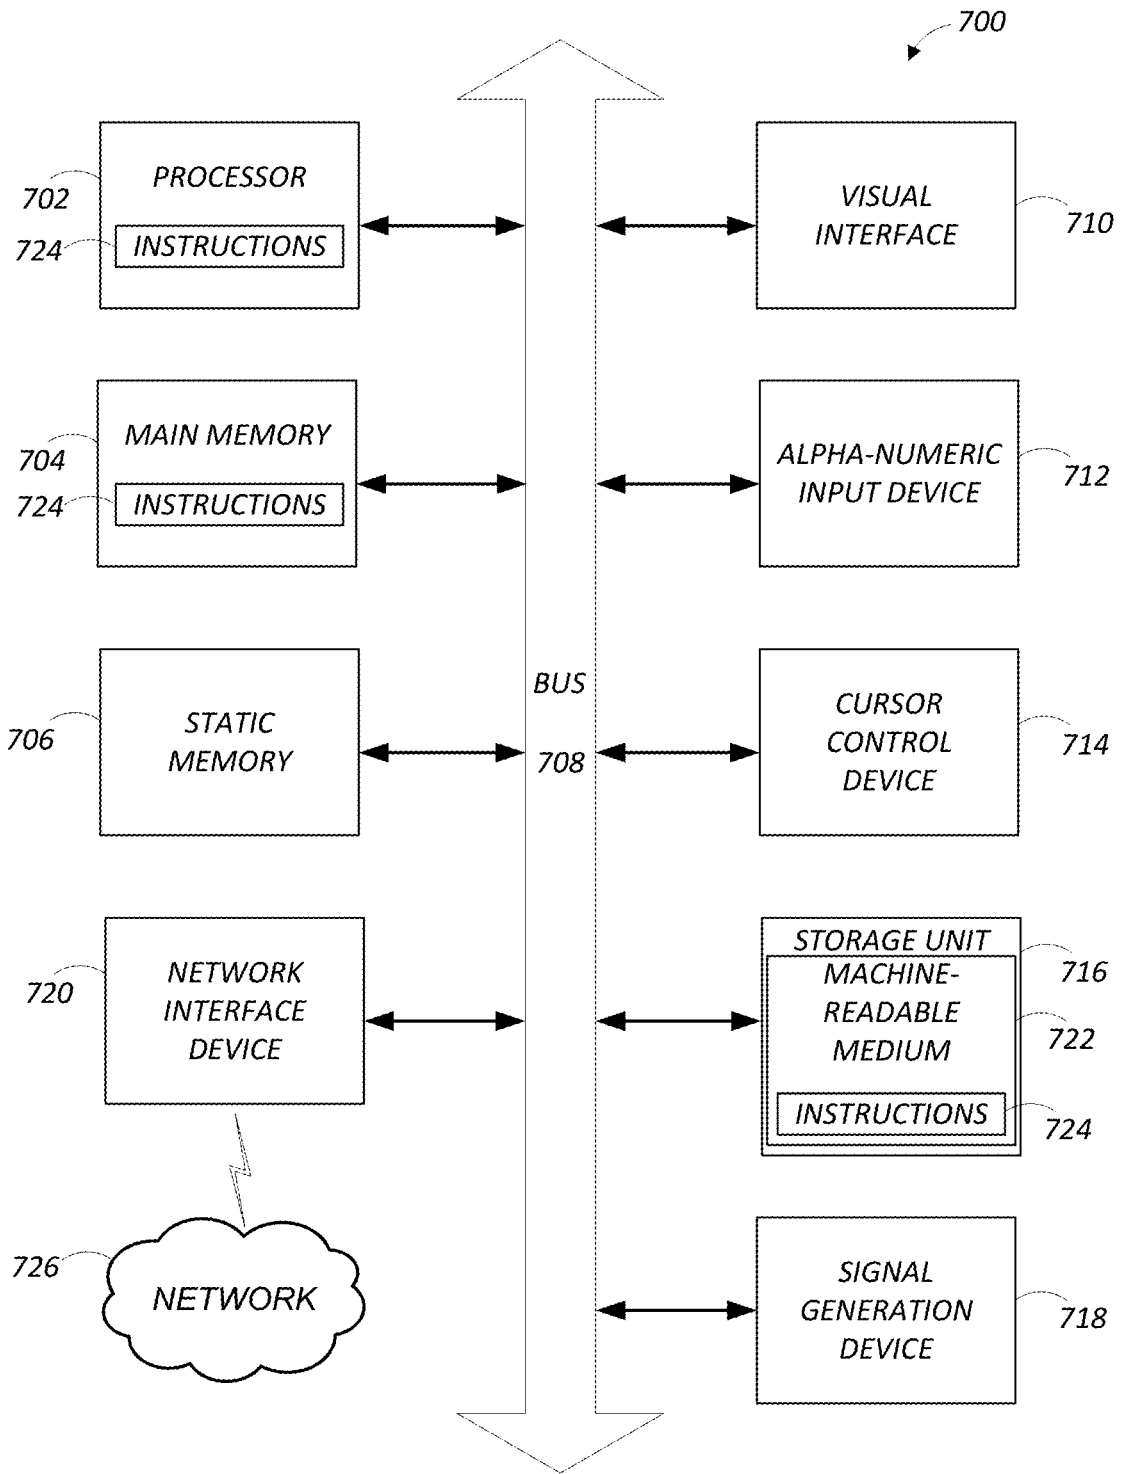 700
PROCESSOR
702
724
INSTRUCTIONS
VISUAL
INTERFACE
710
MAIN MEMORY
704
724
INSTRUCTIONS
ALPHA-NUMERIC
INPUT DEVICE
712
STATIC
MEMORY
706
BUS
708
CURSOR
CONTROL
DEVICE
714
NETWORK
INTERFACE
DEVICE
720
STORAGE UNIT
716
MACHINE-
READABLE
MEDIUM
722
INSTRUCTIONS
724
726
NETWORK
SIGNAL
GENERATION
DEVICE
718